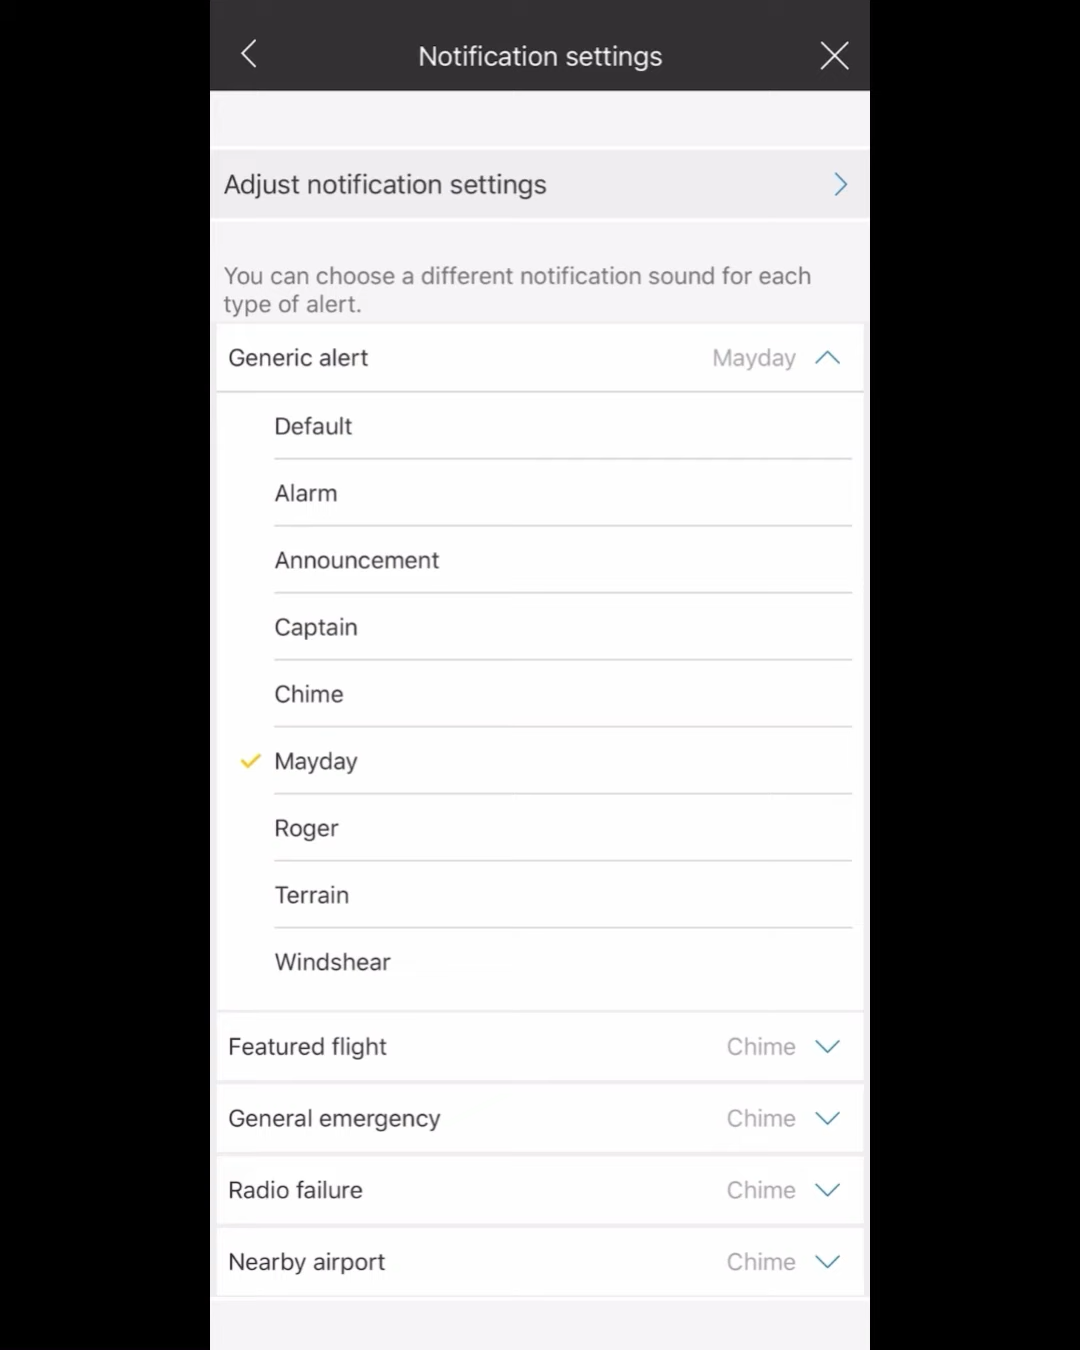 Notification settings
Adjust notification settings
You can choose a different notification sound for each
type of alert.
Generic alert Mayday
Default
Alarm
Announcement
Captain
Chime
Mayday
Roger
Terrain
Windshear
Featured flight Chime
General emergency Chime
Radio failure Chime
Nearby airport Chime